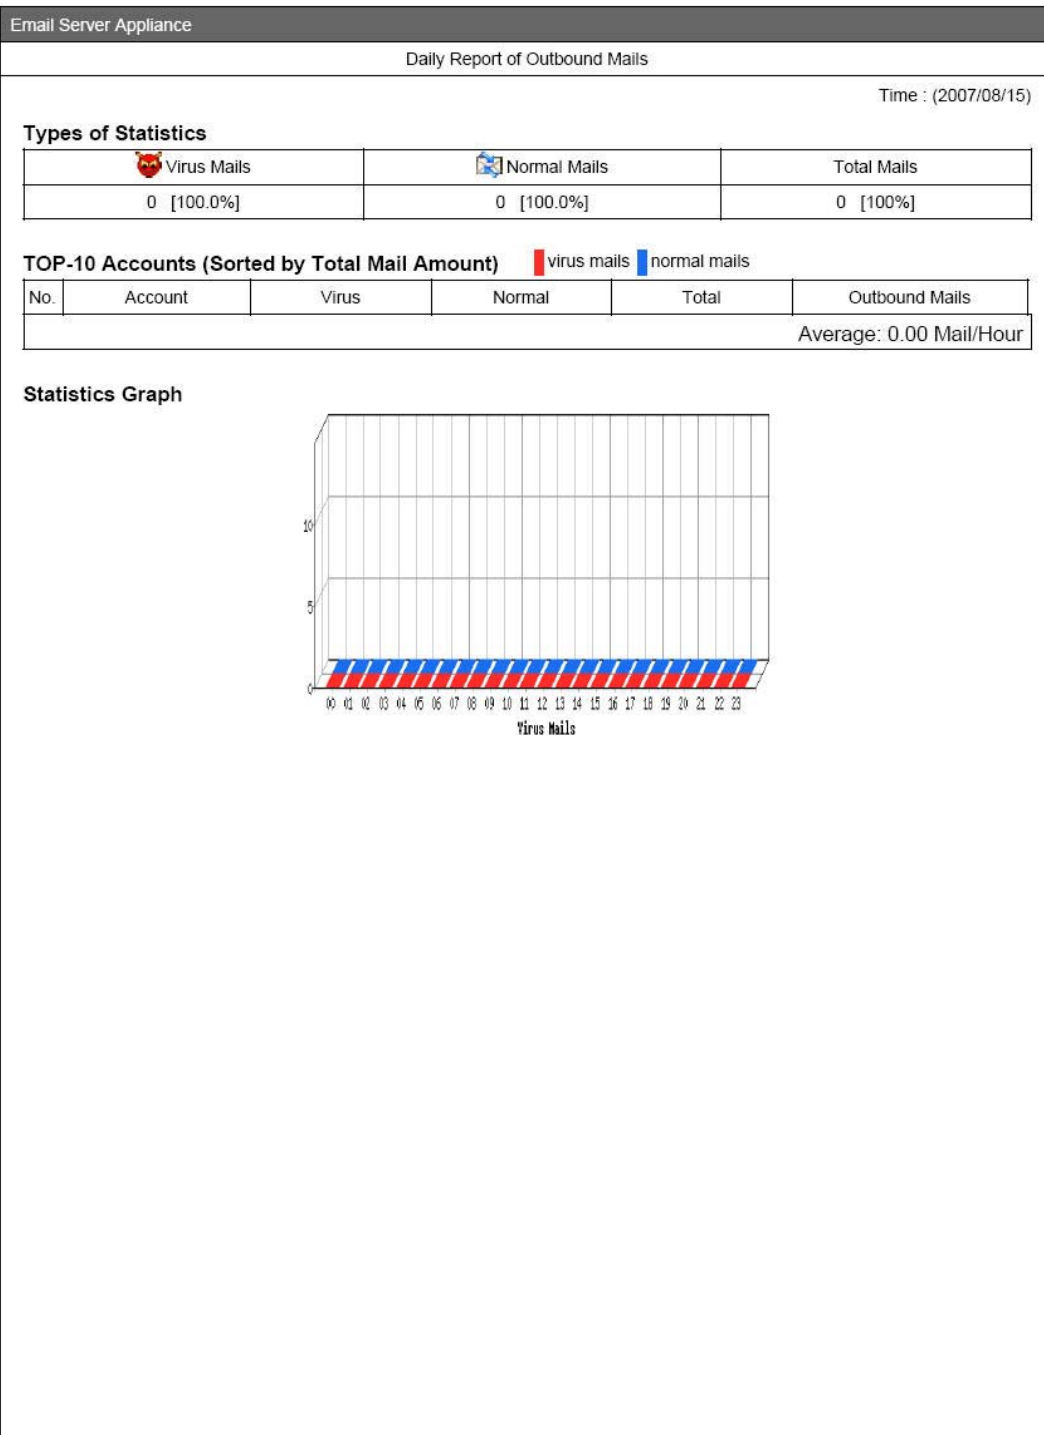 Email Server Appliance
Daily Report of Outbound Mails
Time : (2007/08/15)
Types of Statistics
Virus Mails Normal Mails Total Mails
0 [100.0%] 0 [100.0%] 0 [100%]
TOP-10 Accounts (Sorted by Total Mail Amount) virus mails normal mails
No. Account Virus Normal Total Outbound Mails
Average: 0.00 Mail/Hour
Statistics Graph
10
5
0
00 01 02 03 04 05 06 07 08 09 10 11 12 13 14 15 16 17 18 19 20 21 22 23
Virus Mails